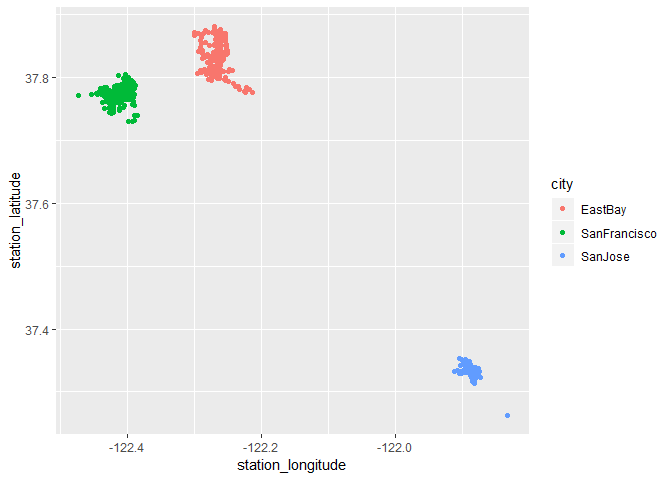 37.8
37.6
37.4
station_latitude
-122.4
-122.2
-122.0
station_longitude
city
EastBay
SanFrancisco
SanJose